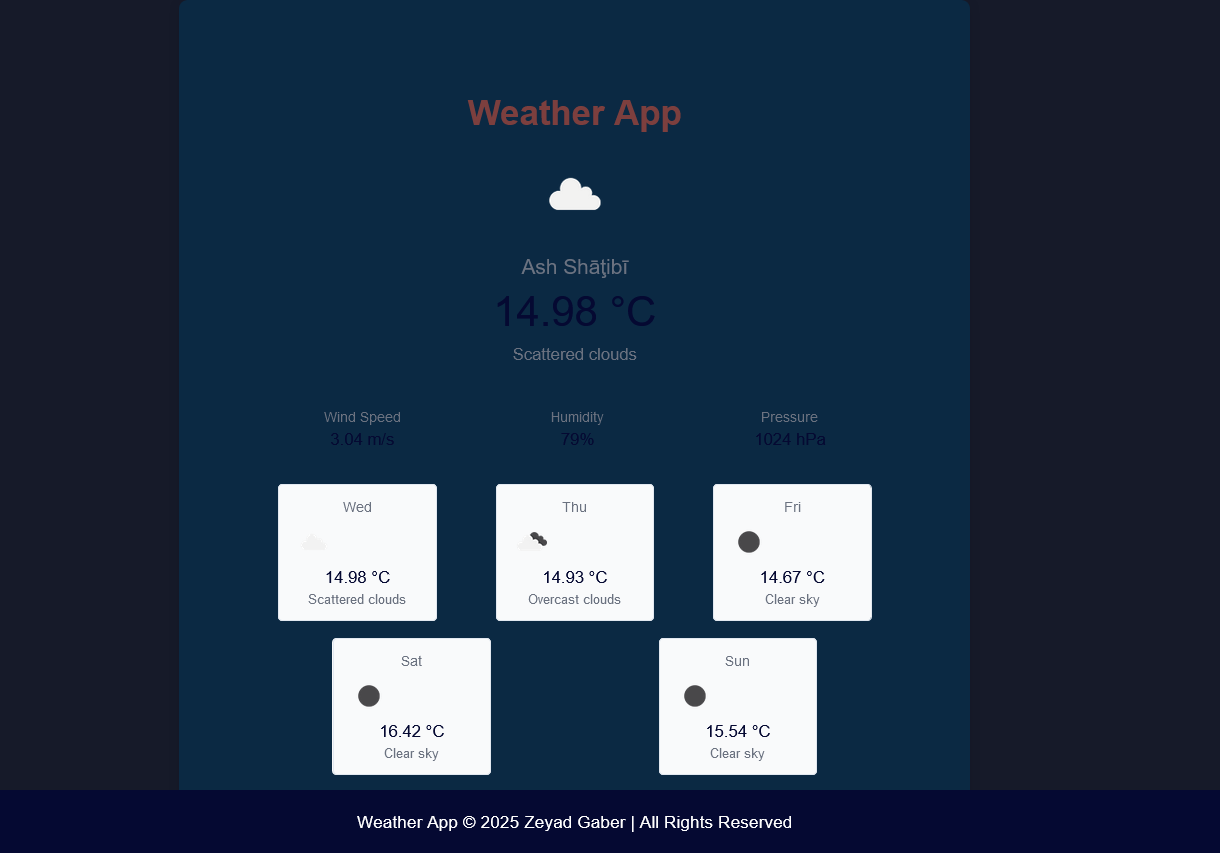 Weather App
Ash Shāţibī
14.98 °C
Scattered clouds
Wind Speed Humidity Pressure
3.04 m/s 79% 1024 hPa
Wed Thu Fri
14.98 °C 14.93 °C 14.67 °C
Scattered clouds Overcast clouds Clear sky
Sat Sun
16.42 °C 15.54 °C
Clear sky Clear sky
Weather App © 2025 Zeyad Gaber | All Rights Reserved